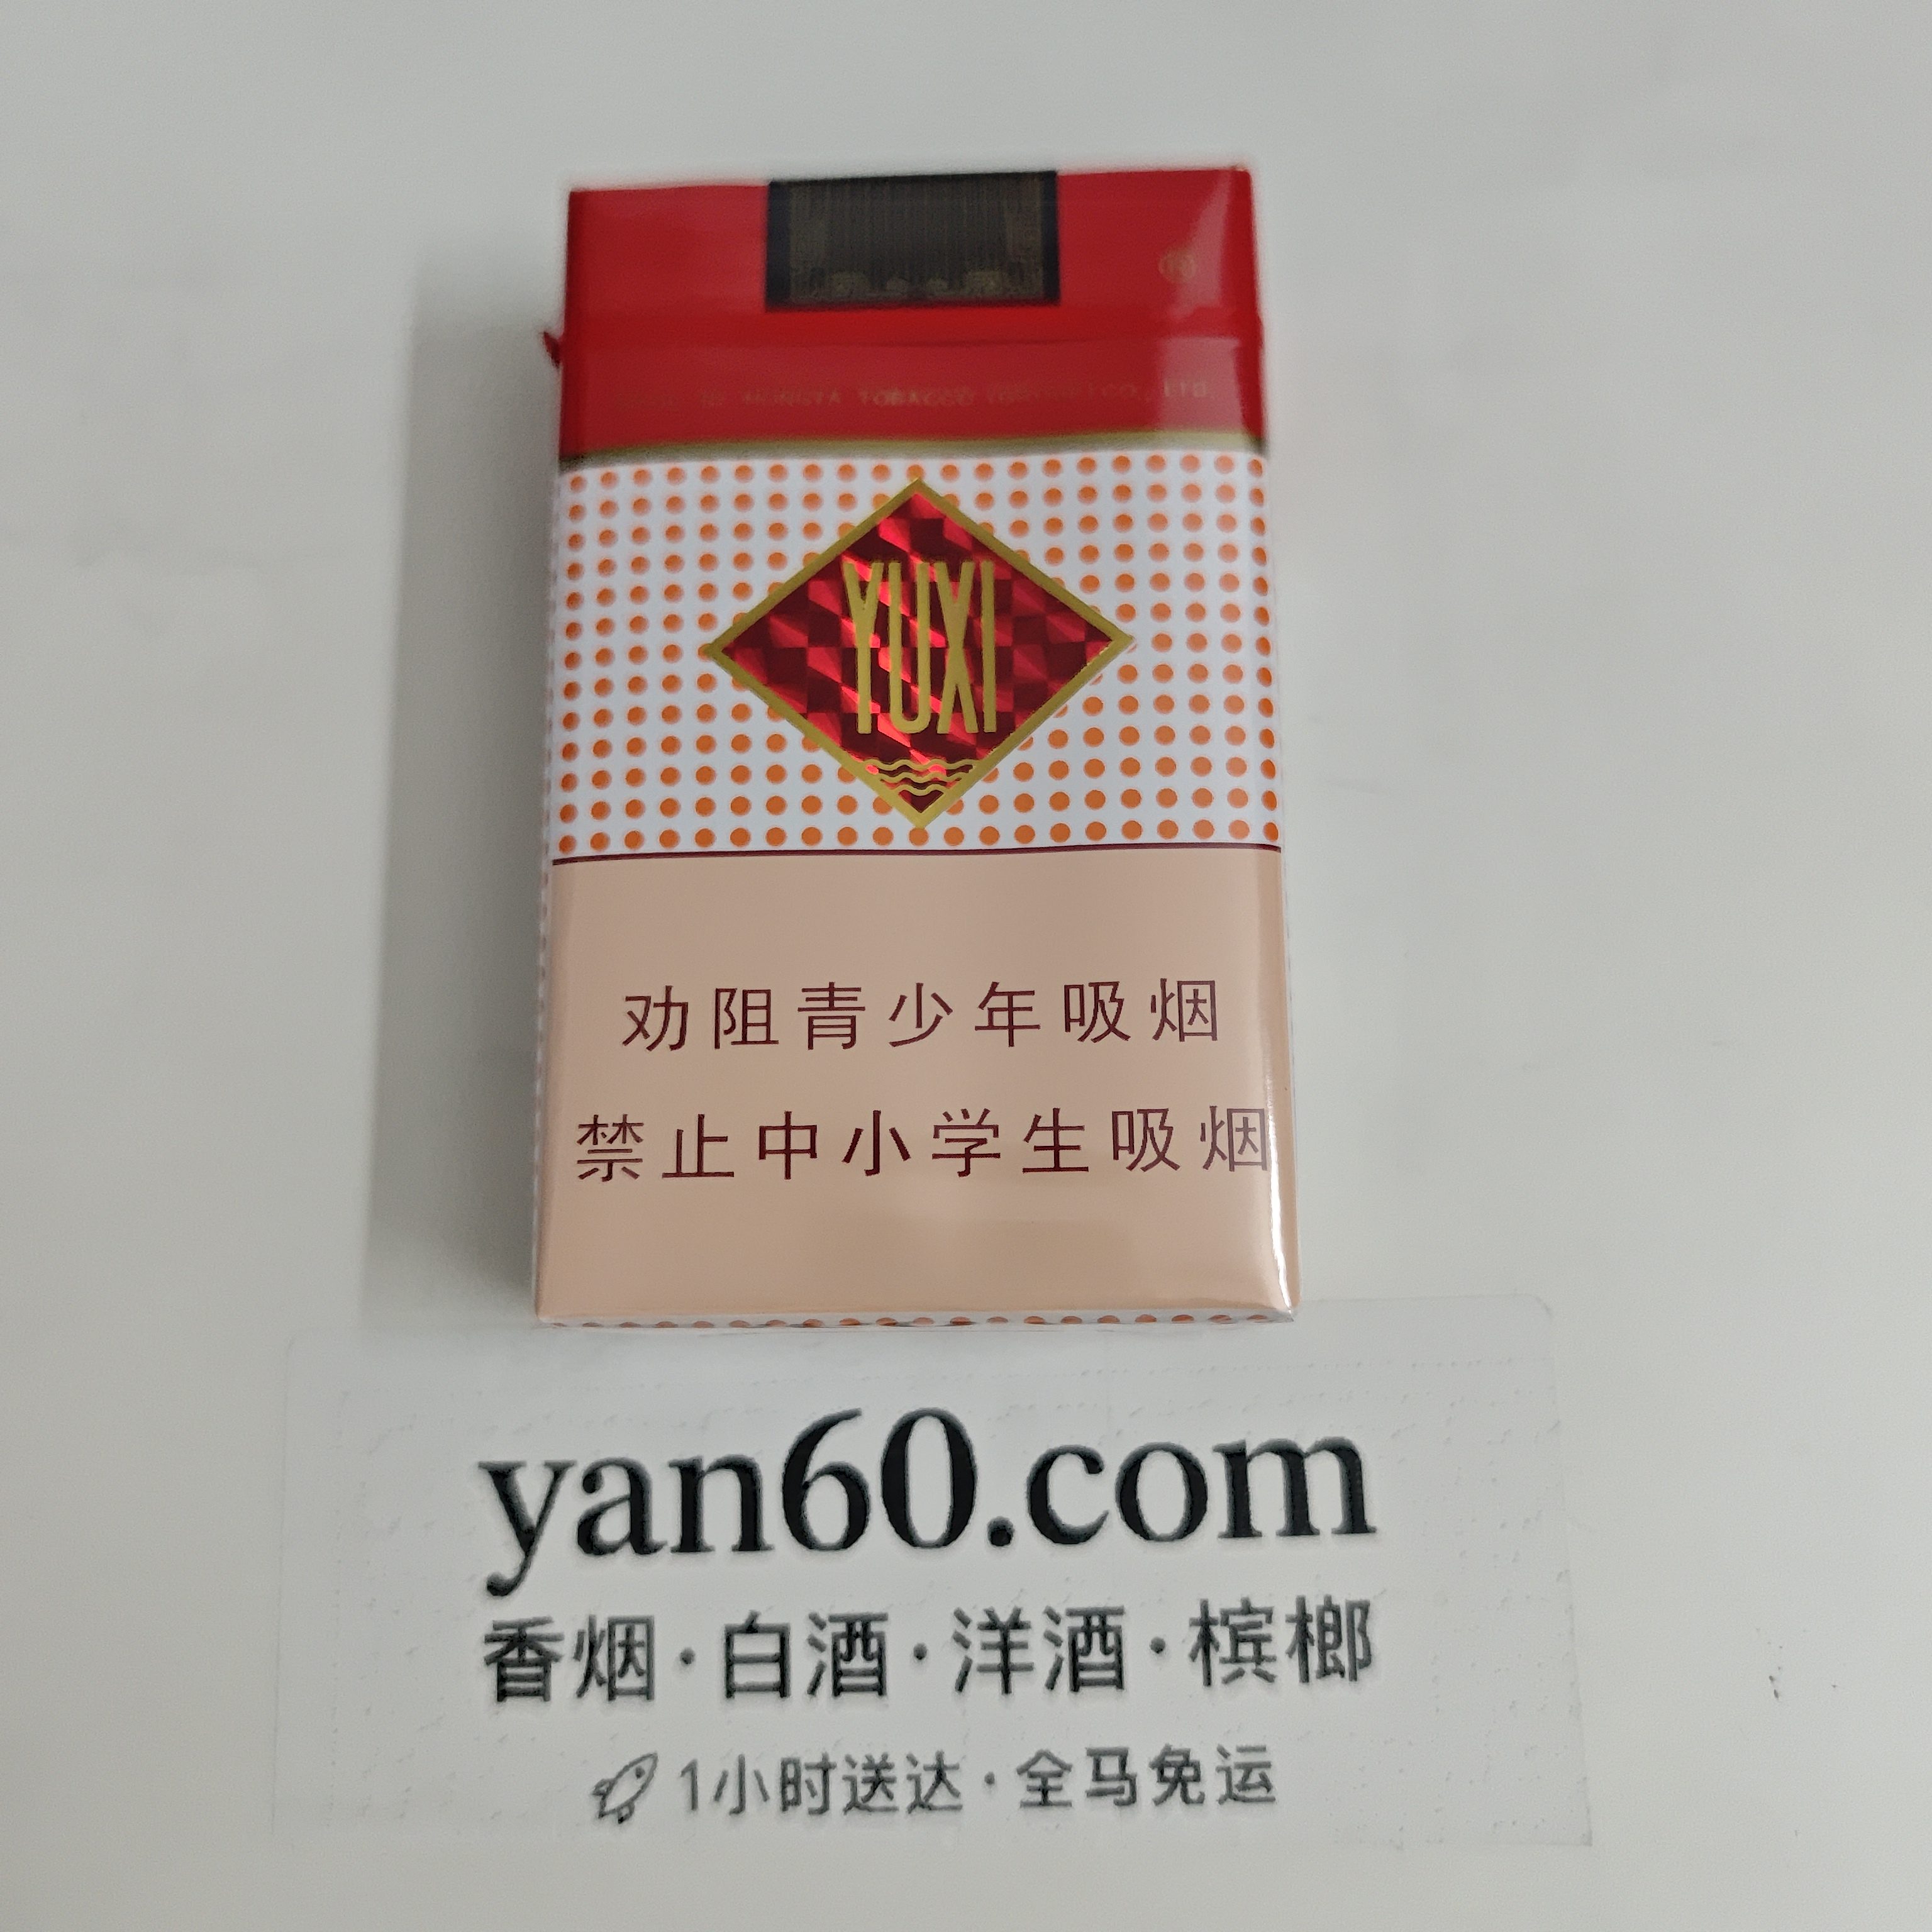 TOBACCO
YUXI
劝阻青少年吸烟
禁止中小学生吸烟
yan60.com
香烟·白酒·洋酒·槟榔
1小时送达·全马免运